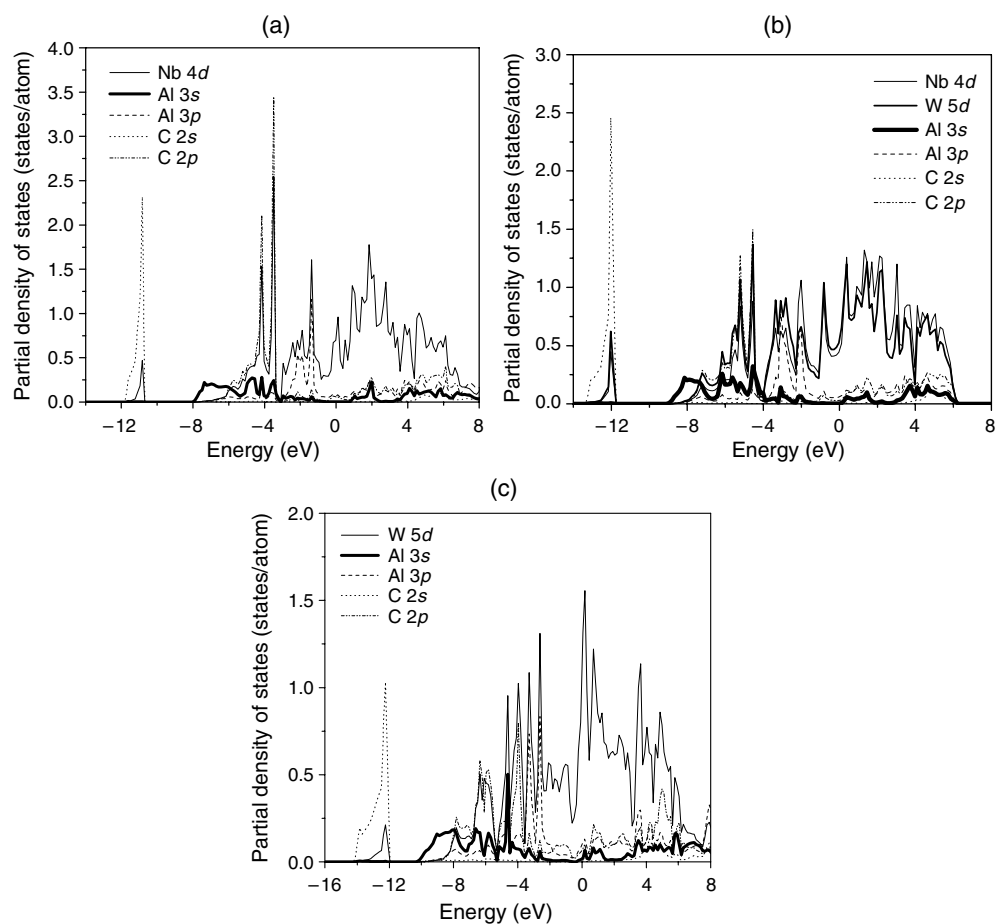 (a)
4.0
3.5
3.0
2.5
2.0
1.5
1.0
0.5
0.0
Partial density of states (states/atom)
Nb 4d
Al 3s
Al 3p
C 2s
C 2p
−12 −8 −4 0 4 8
Energy (eV)
(b)
3.0
2.5
2.0
1.5
1.0
0.5
0.0
Partial density of states (states/atom)
Nb 4d
W 5d
Al 3s
Al 3p
C 2s
C 2p
−12 −8 −4 0 4 8
Energy (eV)
(c)
2.0
1.5
1.0
0.5
0.0
Partial density of states (states/atom)
W 5d
Al 3s
Al 3p
C 2s
C 2p
−16 −12 −8 −4 0 4 8
Energy (eV)